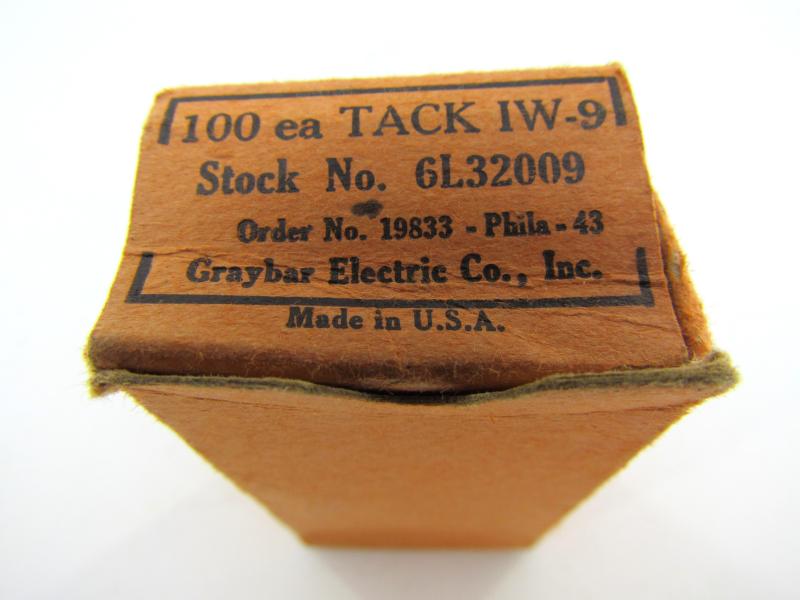 100 ea TACK IW-9
Stock No. 6L32009
Order No. 19833 - Phila - 43
Graybar Electric Co., Inc.
Made in U.S.A.